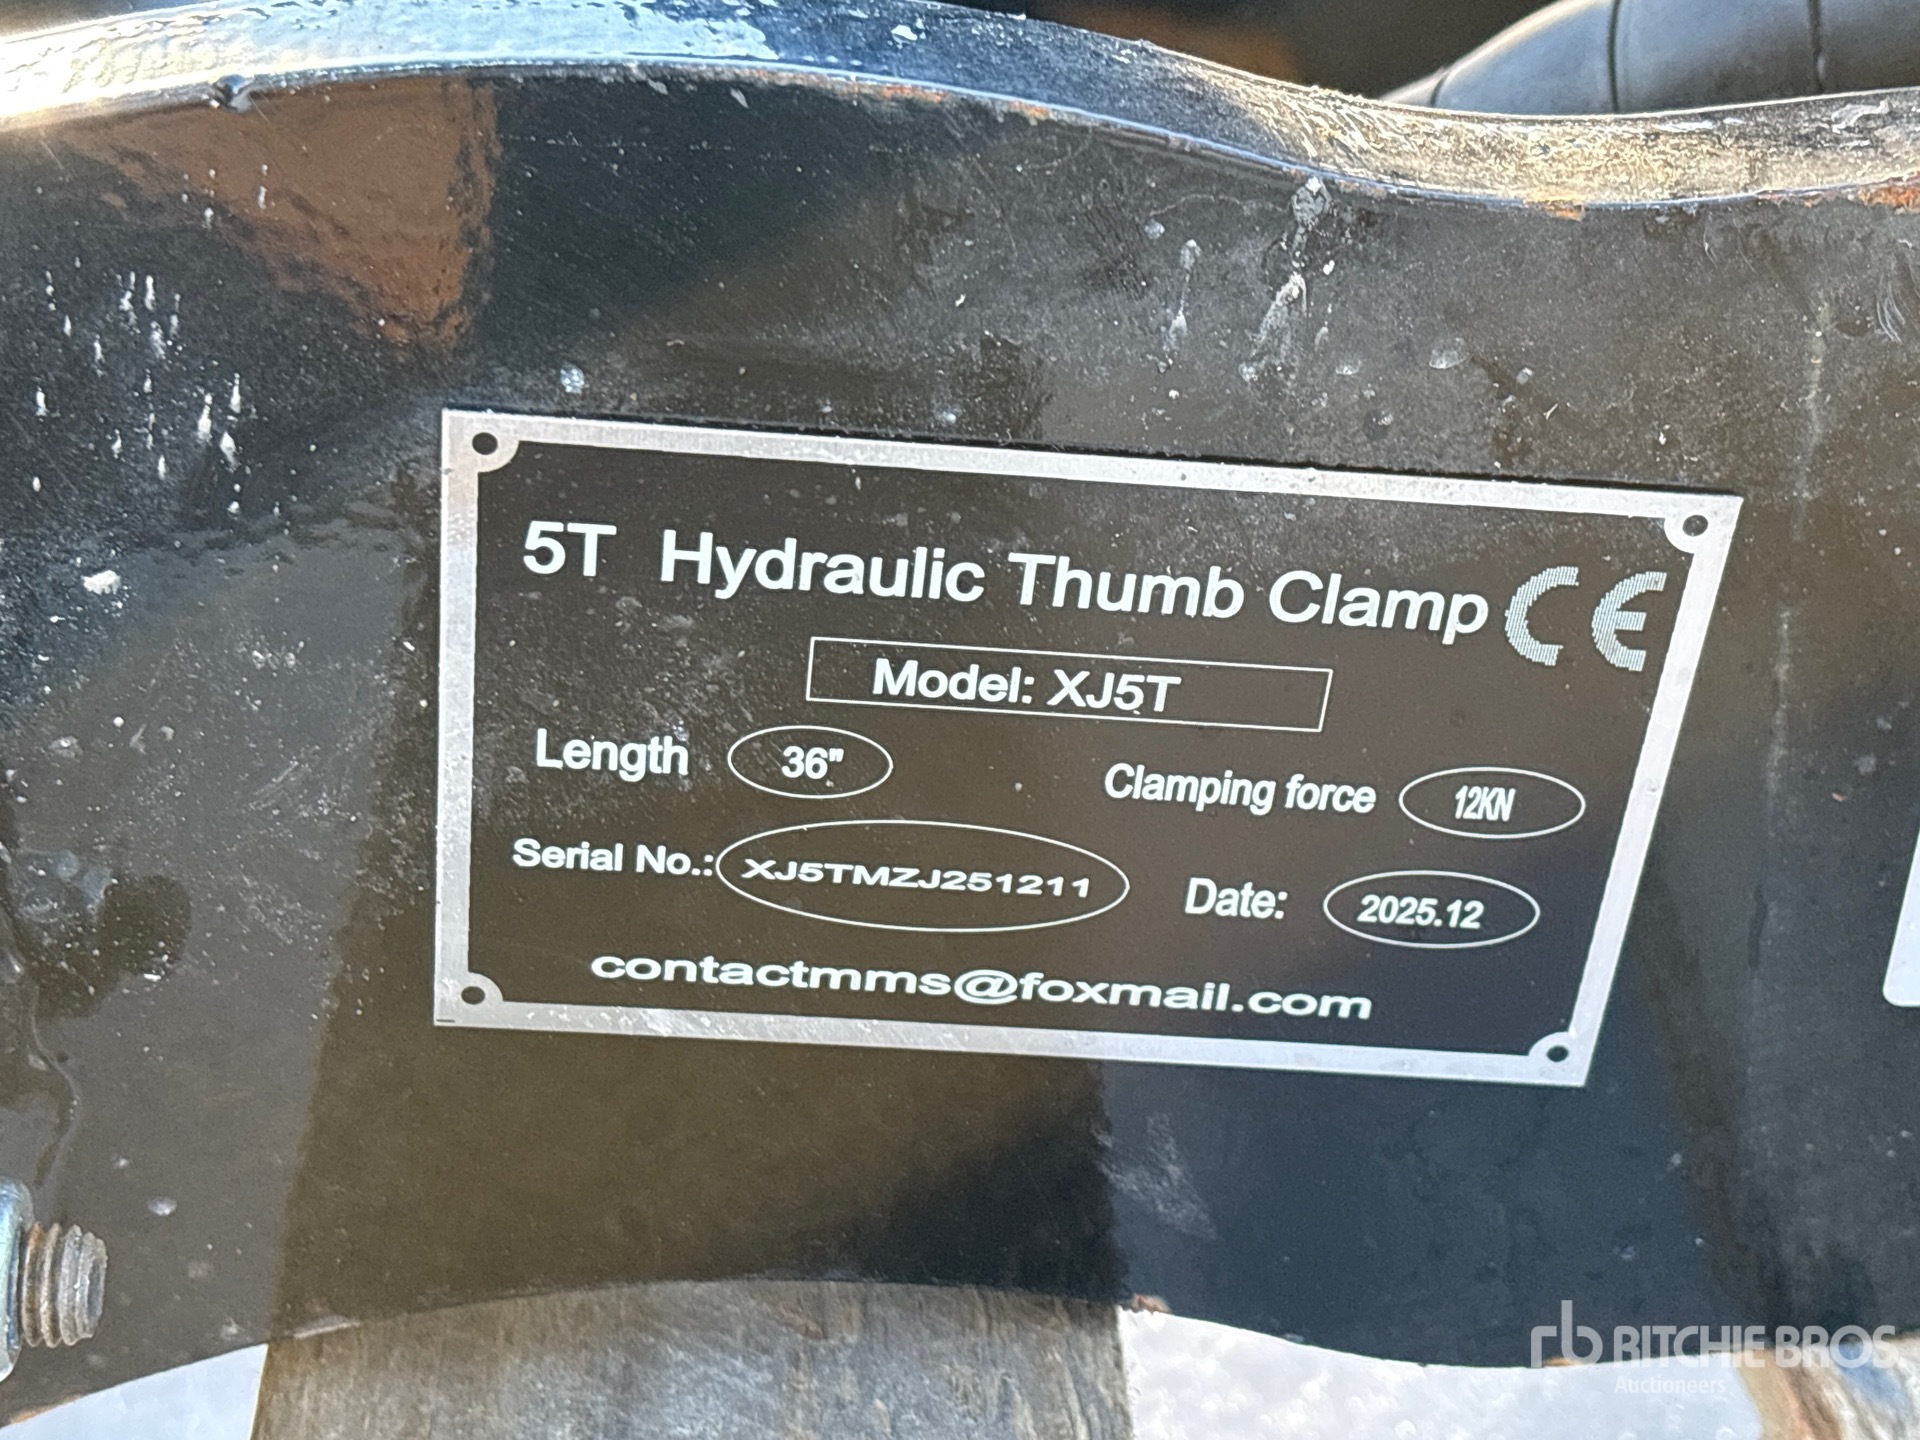 5T Hydraulic Thumb Clamp CE
Model: XJ5T
Length 36" Clamping force 12KN
Serial No.: XJ5TMZJ251211 Date: 2025.12
contactmms@foxmail.com
rb RITCHIE BROS.
Auctioneers